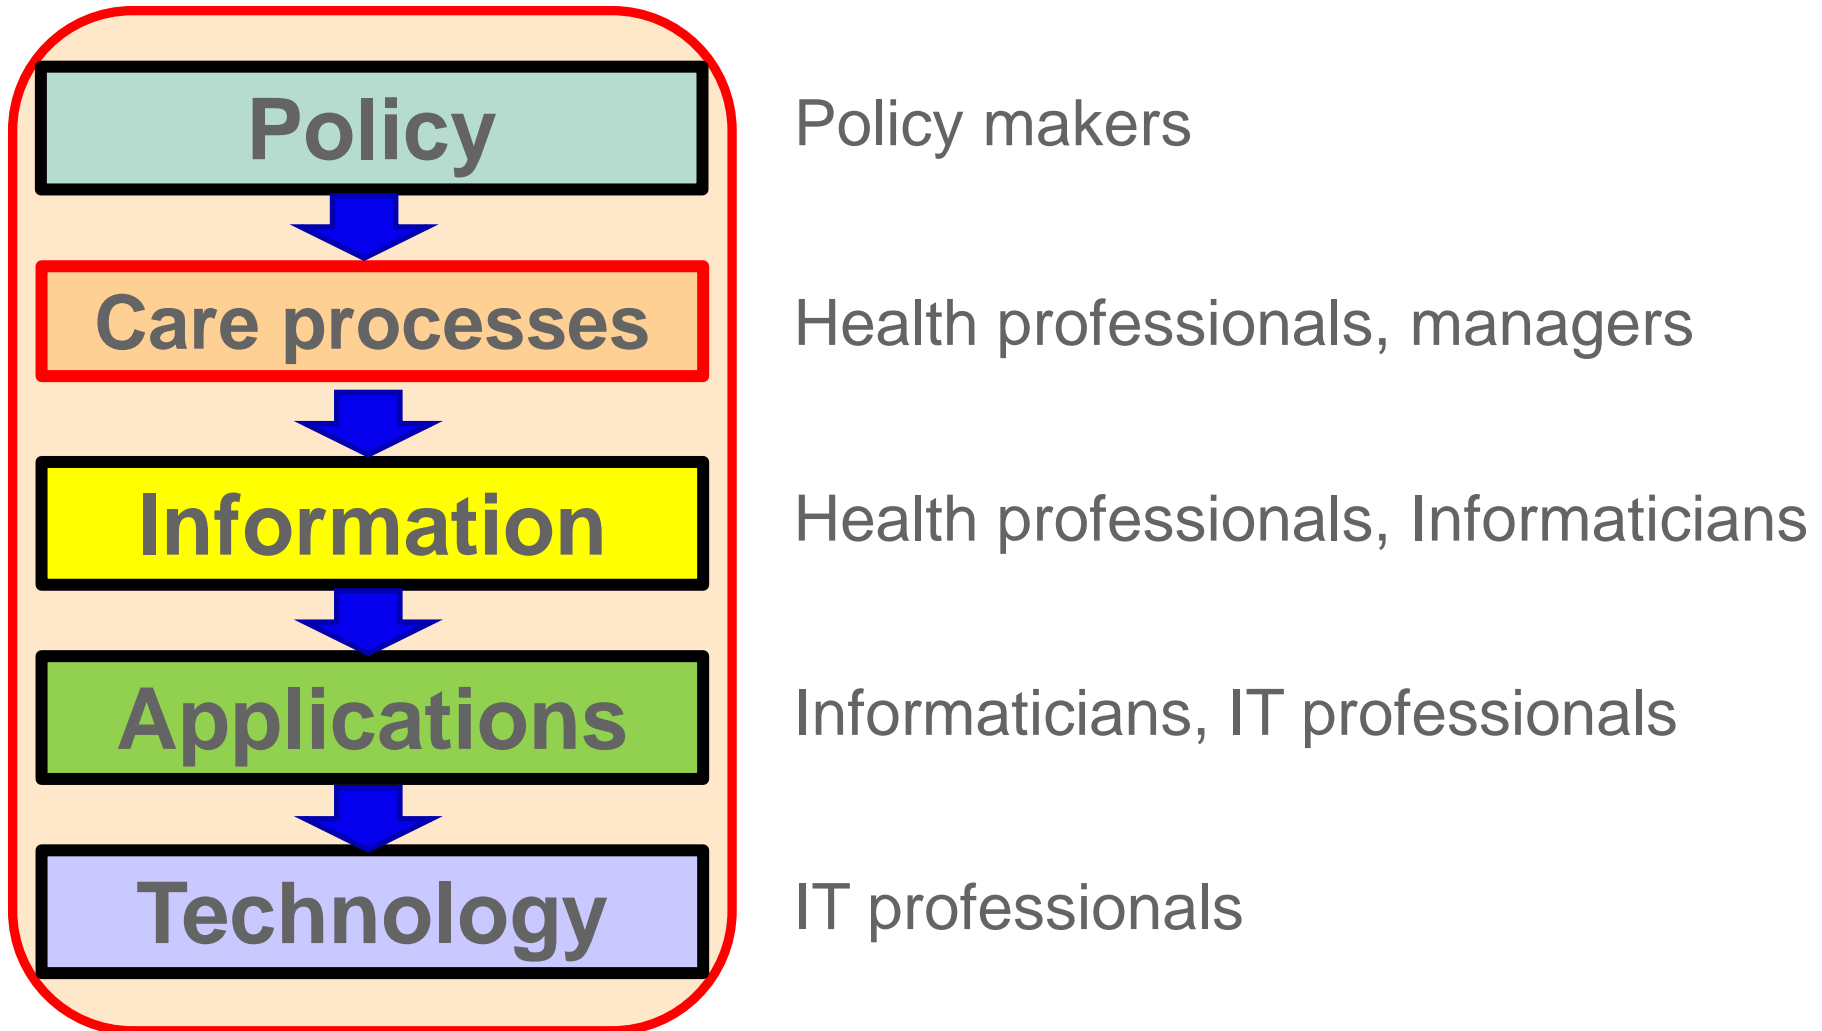 Policy
Policy makers
Care processes
Health professionals, managers
Information
Health professionals, Informaticians
Applications
Informaticians, IT professionals
Technology
IT professionals